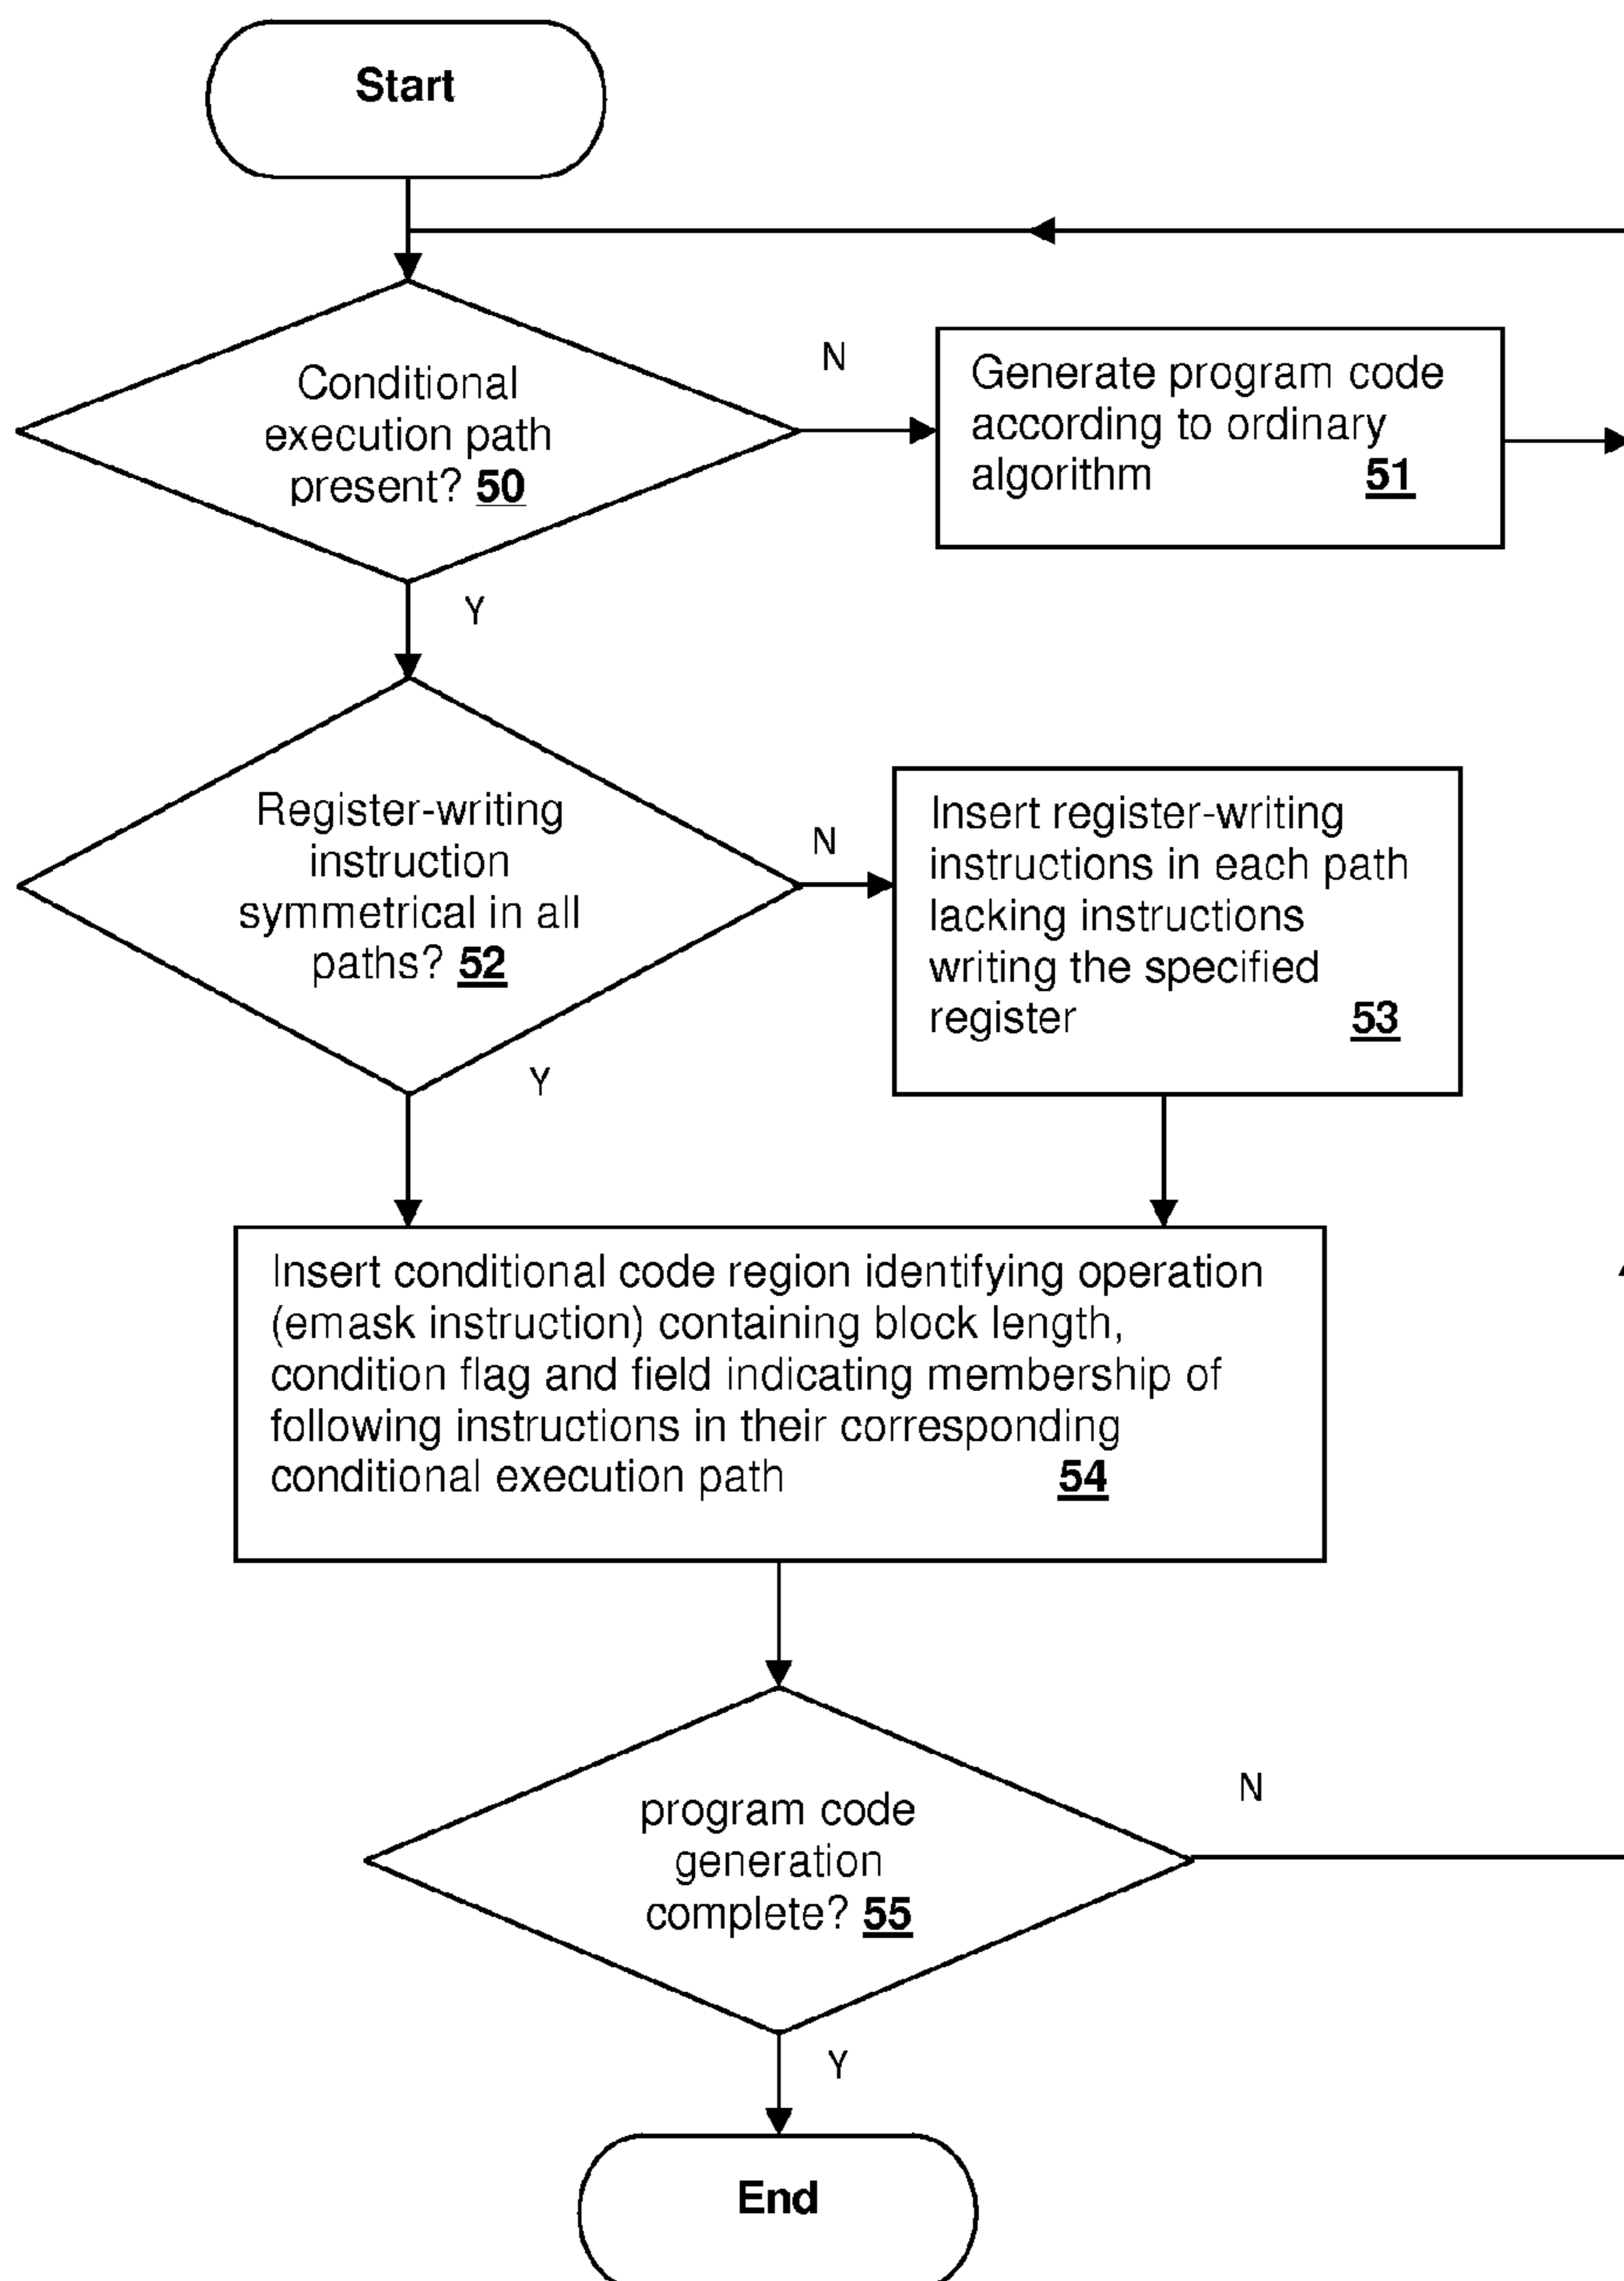 Start
Conditional
execution path
present? 50
N
Generate program code
according to ordinary
algorithm 51
Y
Register-writing
instruction
symmetrical in all
paths? 52
N
Insert register-writing
instructions in each path
lacking instructions
writing the specified
register 53
Y
Insert conditional code region identifying operation
(emask instruction) containing block length,
condition flag and field indicating membership of
following instructions in their corresponding
conditional execution path 54
program code
generation
complete? 55
N
Y
End